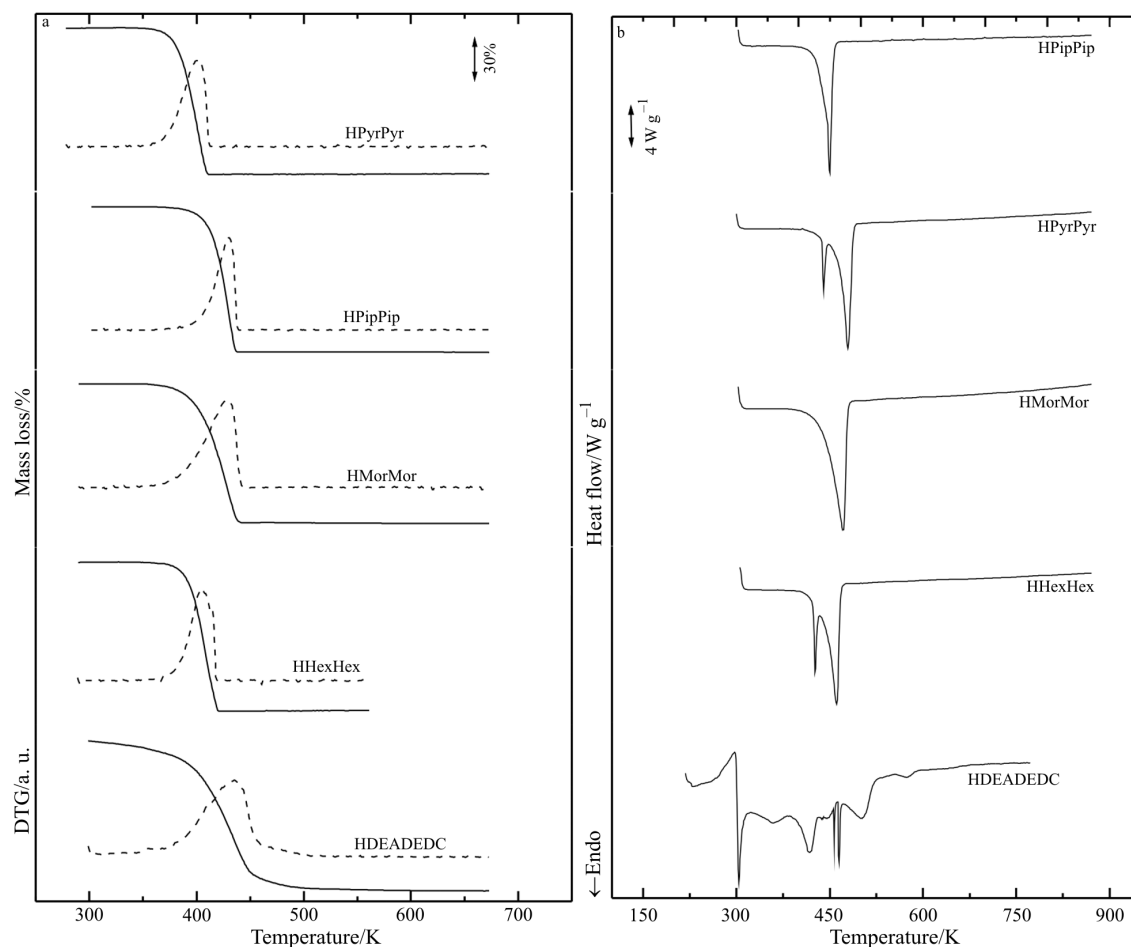 a
30%
HPyrPyr
HPipPip
HMorMor
HHexHex
HDEADEDC
Mass loss/%
DTG/a. u.
300 400 500 600 700
Temperature/K
b
4 W g⁻¹
HPipPip
HPyrPyr
HMorMor
HHexHex
HDEADEDC
Heat flow/W g⁻¹
←Endo
150 300 450 600 750 900
Temperature/K